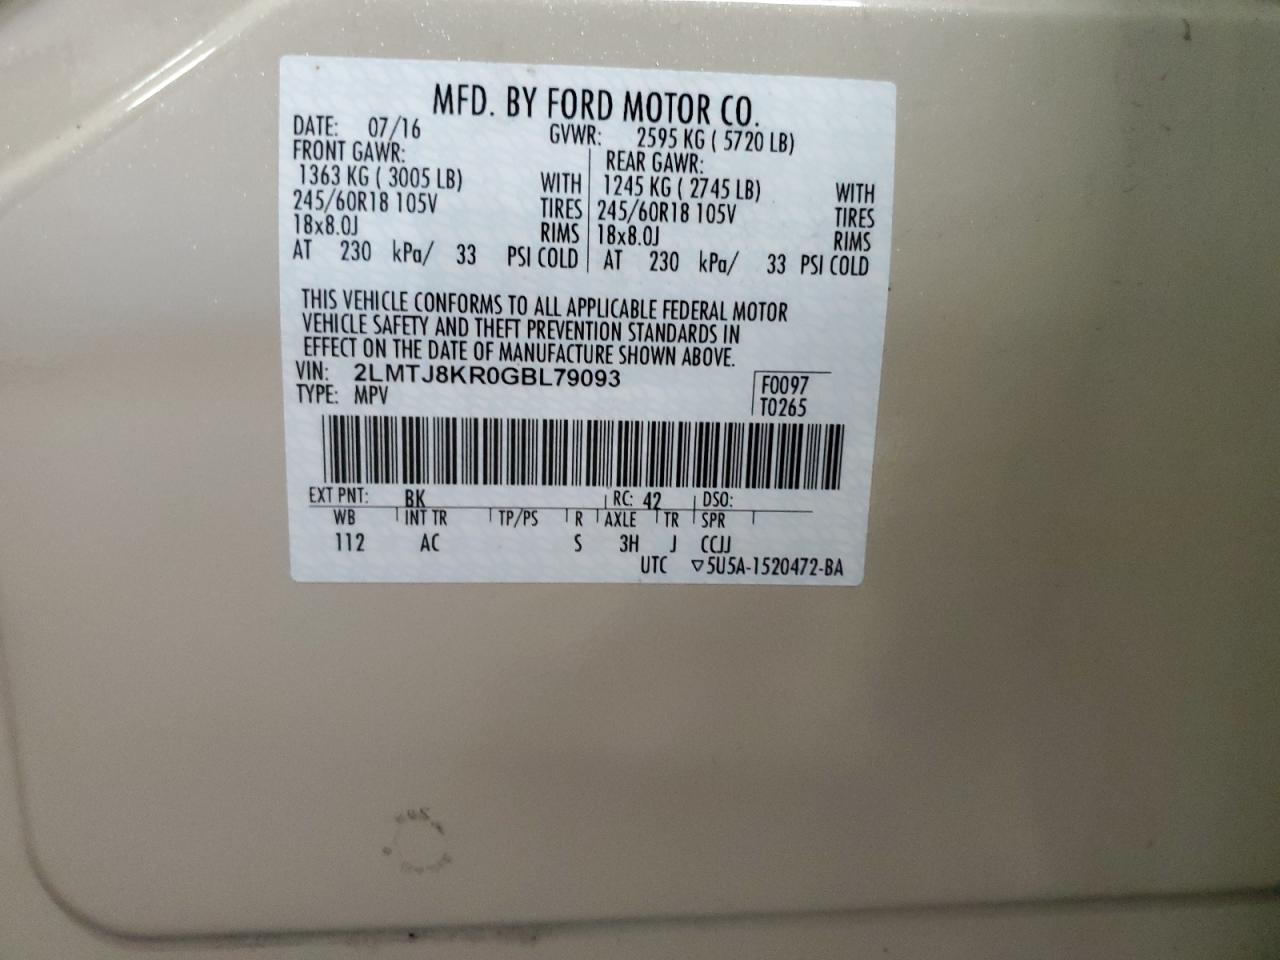 MFD. BY FORD MOTOR CO.
DATE: 07/16 GVWR: 2595 KG ( 5720 LB)
FRONT GAWR: REAR GAWR:
1363 KG ( 3005 LB) WITH 1245 KG ( 2745 LB) WITH
245/60R18 105V TIRES 245/60R18 105V TIRES
18x8.0J RIMS 18x8.0J RIMS
AT 230 kPa/ 33 PSI COLD AT 230 kPa/ 33 PSI COLD
THIS VEHICLE CONFORMS TO ALL APPLICABLE FEDERAL MOTOR
VEHICLE SAFETY AND THEFT PREVENTION STANDARDS IN
EFFECT ON THE DATE OF MANUFACTURE SHOWN ABOVE.
VIN: 2LMTJ8KR0GBL79093 F0097
TYPE: MPV T0265
EXT PNT: BK RC: 42 DSO:
WB INT TR TP/PS R AXLE TR SPR
112 AC S 3H J CCJJ
UTC ▽5U5A-1520472-BA